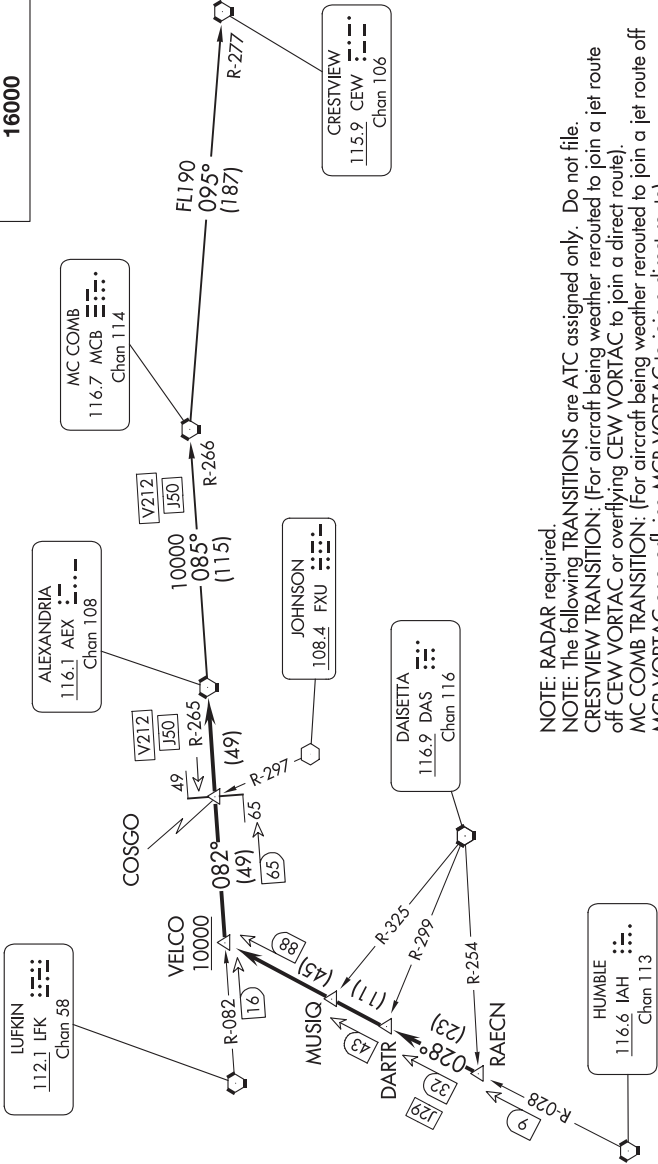 16000
CRESTVIEW
115.9 CEW
Chan 106
R-277
FL190
095°
(187)
MC COMB
116.7 MCB
Chan 114
R-266
V212
J50
10000
085°
(115)
ALEXANDRIA
116.1 AEX
Chan 108
V212
J50
R-265
(49)
49
COSGO
65
65
R-297
JOHNSON
108.4 FXU
082°
(49)
VELCO
10000
LUFKIN
112.1 LFK
Chan 58
R-082
16
88
(45)
MUSIQ
43
(11)
DARTR
R-325
R-299
R-254
DAISETTA
116.9 DAS
Chan 116
028°
(23)
32
J29
RAECN
9
R-028
HUMBLE
116.6 IAH
Chan 113
NOTE: RADAR required.
NOTE: The following TRANSITIONS are ATC assigned only. Do not file.
CRESTVIEW TRANSITION: (For aircraft being weather rerouted to join a jet route
off CEW VORTAC or overflying CEW VORTAC to join a direct route).
MC COMB TRANSITION: (For aircraft being weather rerouted to join a jet route off